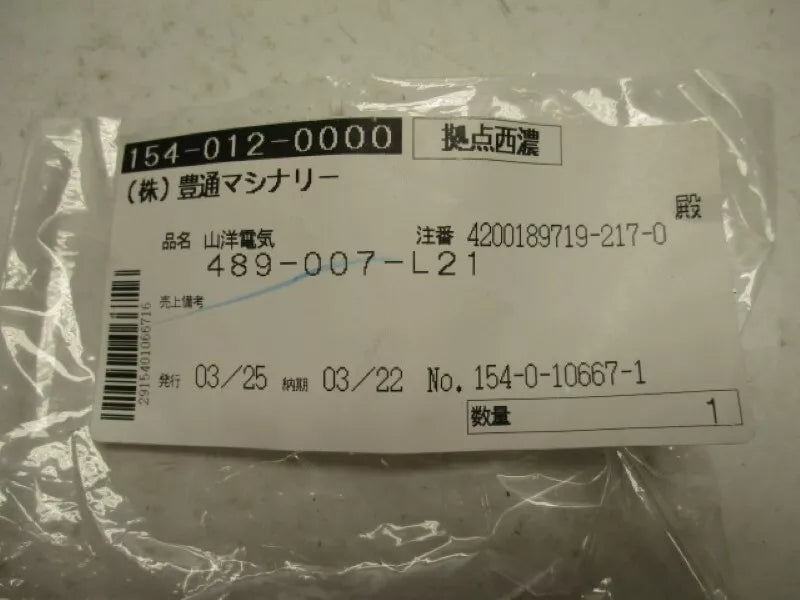 154-012-0000 拠点西濃
(株)豊通マシナリー
殿
品名 山洋電気 注番 4200189719-217-0
489-007-L21
売上備考
2915401066716
発行 03/25 納期 03/22 No. 154-0-10667-1
数量 1